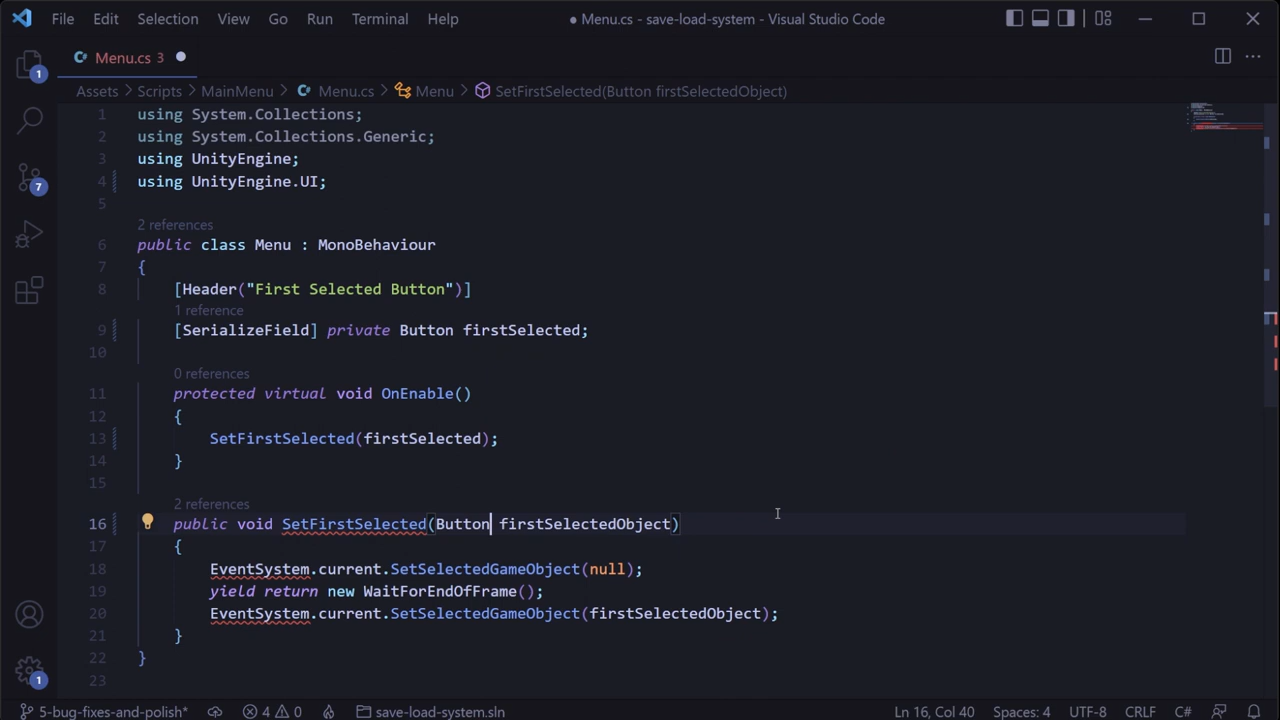 File Edit Selection View Go Run Terminal Help ● Menu.cs - save-load-system - Visual Studio Code
Menu.cs 3
Assets > Scripts > MainMenu > Menu.cs > Menu > SetFirstSelected(Button firstSelectedObject)
1 using System.Collections;
2 using System.Collections.Generic;
3 using UnityEngine;
4 using UnityEngine.UI;
5
2 references
6 public class Menu : MonoBehaviour
7 {
8 [Header("First Selected Button")]
1 reference
9 [SerializeField] private Button firstSelected;
10
0 references
11 protected virtual void OnEnable()
12 {
13 SetFirstSelected(firstSelected);
14 }
15
2 references
16 public void SetFirstSelected(Button firstSelectedObject)
17 {
18 EventSystem.current.SetSelectedGameObject(null);
19 yield return new WaitForEndOfFrame();
20 EventSystem.current.SetSelectedGameObject(firstSelectedObject);
21 }
22 }
23
1
7
1
5-bug-fixes-and-polish* 4 0 save-load-system.sln Ln 16, Col 40 Spaces: 4 UTF-8 CRLF C#